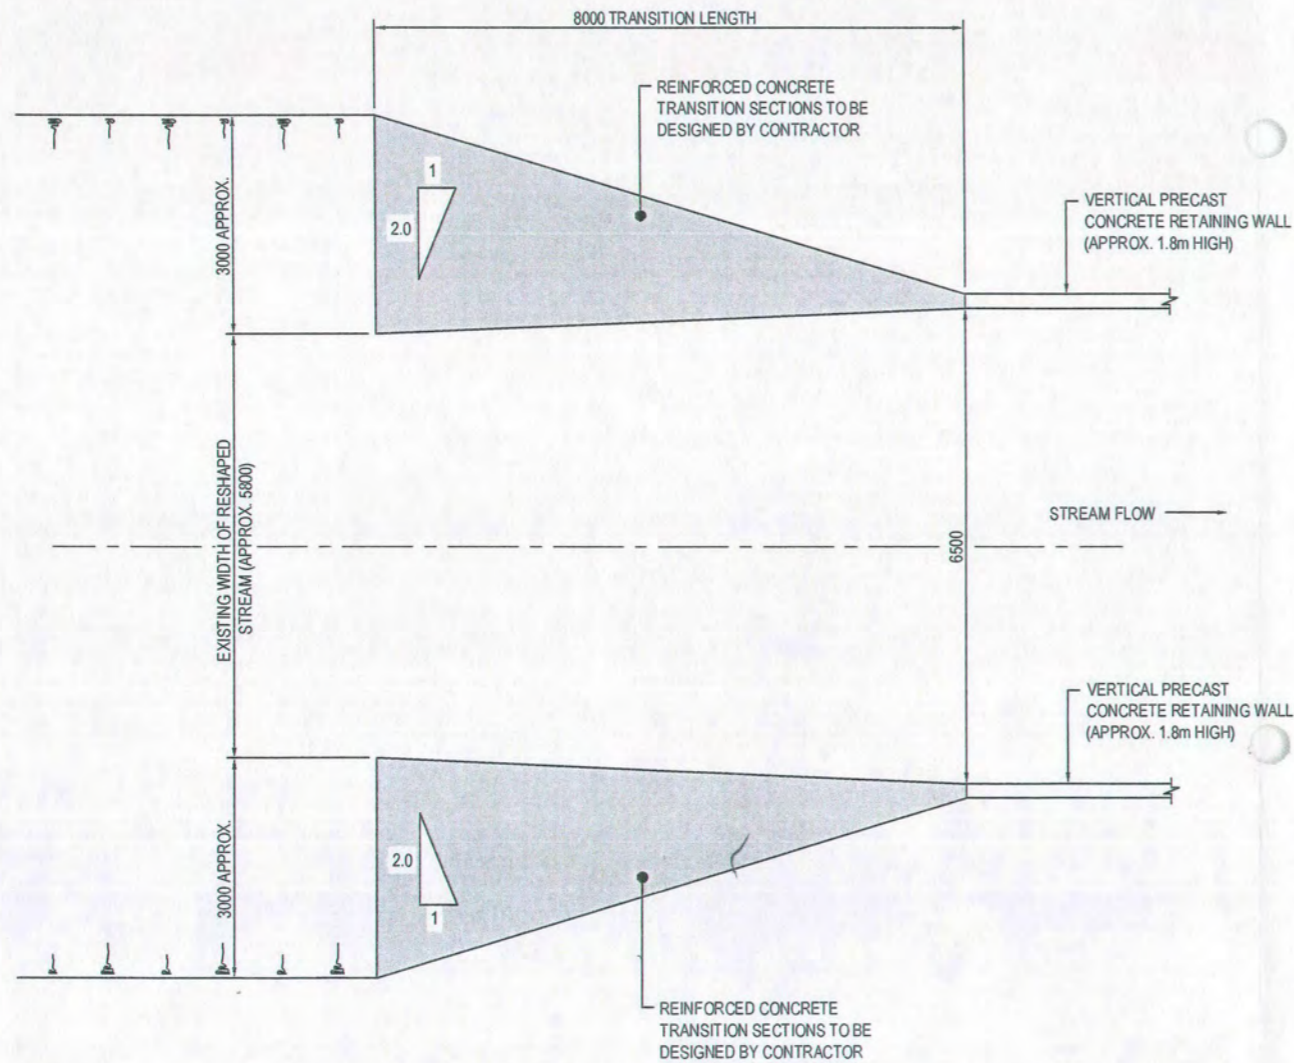 8000 TRANSITION LENGTH
REINFORCED CONCRETE
TRANSITION SECTIONS TO BE
DESIGNED BY CONTRACTOR
1
2.0
3000 APPROX.
VERTICAL PRECAST
CONCRETE RETAINING WALL
(APPROX. 1.8m HIGH)
EXISTING WIDTH OF RESHAPED
STREAM (APPROX. 5800)
STREAM FLOW
6500
VERTICAL PRECAST
CONCRETE RETAINING WALL
(APPROX. 1.8m HIGH)
3000 APPROX.
2.0
1
REINFORCED CONCRETE
TRANSITION SECTIONS TO BE
DESIGNED BY CONTRACTOR